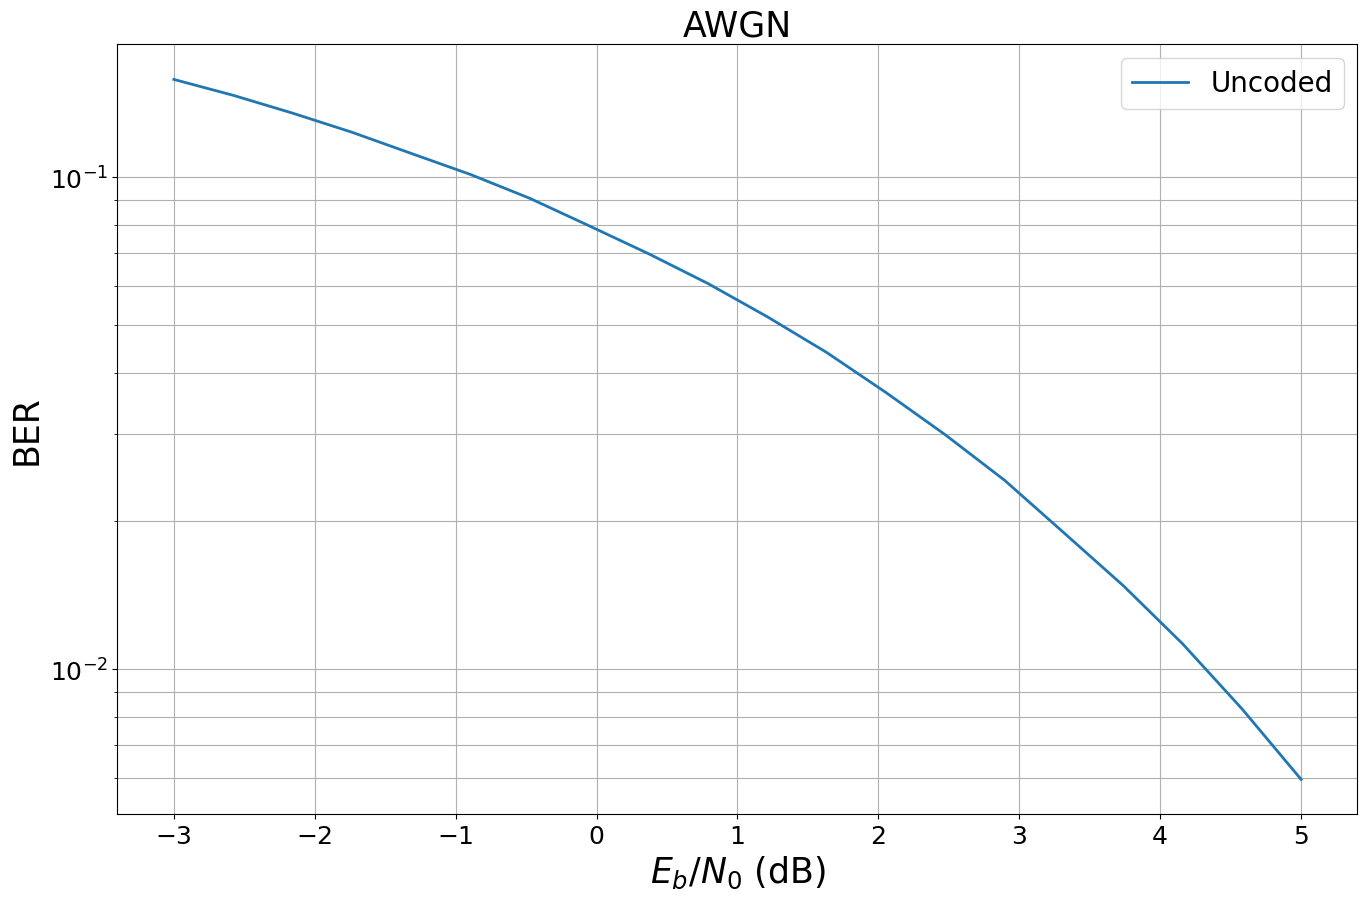 AWGN
Uncoded
10⁻¹
10⁻²
BER
−3 −2 −1 0 1 2 3 4 5
E_b/N_0 (dB)